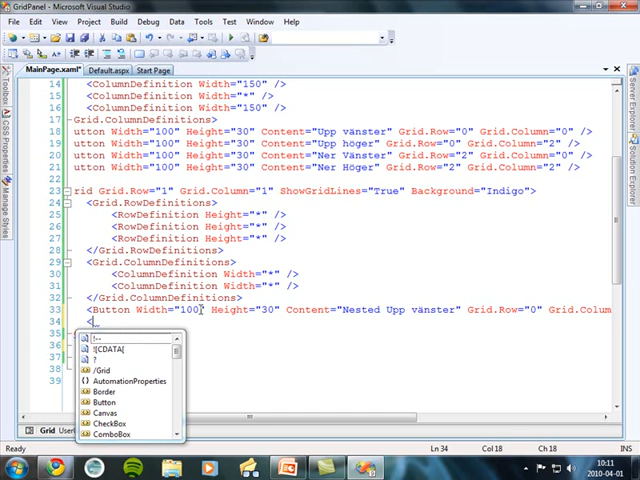 GridPanel - Microsoft Visual Studio
File Edit View Project Build Debug Data Tools Test Window Help
MainPage.xaml* Default.aspx Start Page
14 <ColumnDefinition Width="150" />
15 <ColumnDefinition Width="*" />
16 <ColumnDefinition Width="150" />
17 Grid.ColumnDefinitions>
18 utton Width="100" Height="30" Content="Upp vänster" Grid.Row="0" Grid.Column="0" />
19 utton Width="100" Height="30" Content="Upp höger" Grid.Row="0" Grid.Column="2" />
20 utton Width="100" Height="30" Content="Ner Vänster" Grid.Row="2" Grid.Column="0" />
21 utton Width="100" Height="30" Content="Ner Höger" Grid.Row="2" Grid.Column="2" />
22
23 rid Grid.Row="1" Grid.Column="1" ShowGridLines="True" Background="Indigo">
24 <Grid.RowDefinitions>
25 <RowDefinition Height="*" />
26 <RowDefinition Height="*" />
27 <RowDefinition Height="*" />
28 </Grid.RowDefinitions>
29 <Grid.ColumnDefinitions>
30 <ColumnDefinition Width="*" />
31 <ColumnDefinition Width="*" />
32 </Grid.ColumnDefinitions>
33 <Button Width="100" Height="30" Content="Nested Upp vänster" Grid.Row="0" Grid.Colum
34 <
35
36
37
38
39
!--
![CDATA[
?
/Grid
AutomationProperties
Border
Button
Canvas
CheckBox
ComboBox
Toolbox
CSS Properties
Manage Styles
Server Explorer
Properties
100 %
Grid
Ln 34 Col 18 Ch 18 INS
10:11
2010-04-01